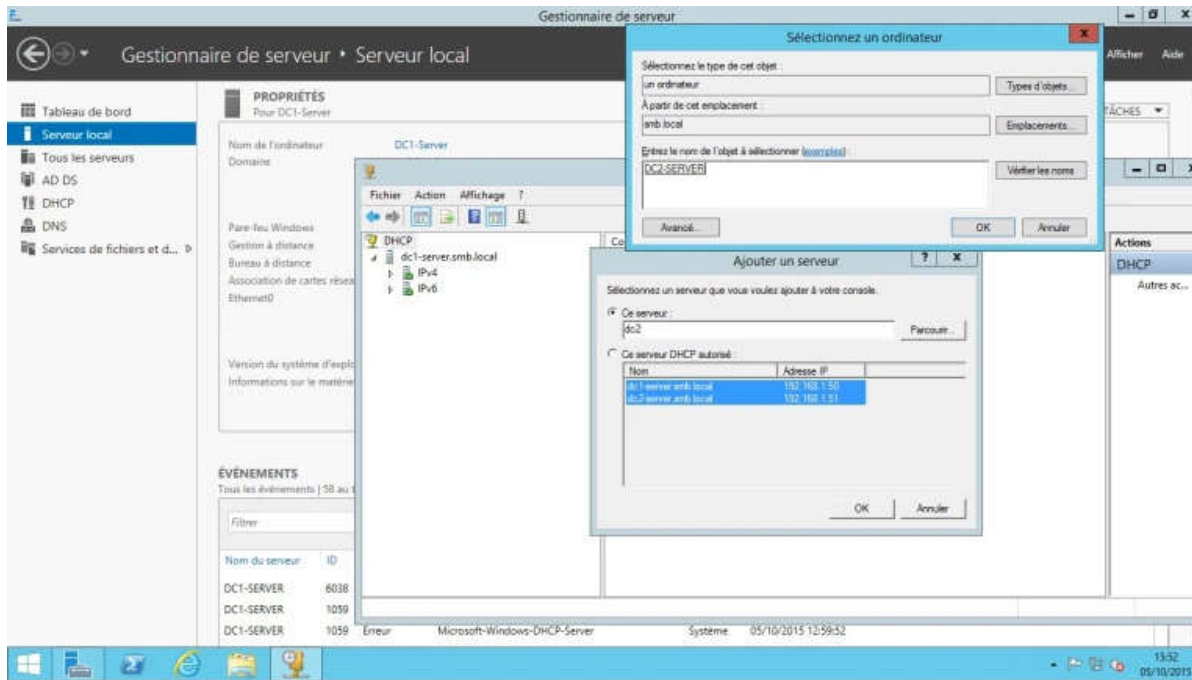 Gestionnaire de serveur
Gestionnaire de serveur • Serveur local
Afficher Aide
Tableau de bord
Serveur local
Tous les serveurs
AD DS
DHCP
DNS
Services de fichiers et d...
PROPRIÉTÉS
Pour DC1-Server
TÂCHES
Nom de l'ordinateur DC1-Server
Domaine
Pare-feu Windows
Gestion à distance
Bureau à distance
Association de cartes résea
Ethernet0
Version du système d'explo
Informations sur le matérie
ÉVÉNEMENTS
Tous les événements | 58 au t
Filtrer
Nom du serveur ID
DC1-SERVER 6038
DC1-SERVER 1059
DC1-SERVER 1059 Erreur Microsoft-Windows-DHCP-Server Système 05/10/2015 12:59:52
Fichier Action Affichage ?
DHCP
dc1-server.smb.local
IPv4
IPv6
Co
Actions
DHCP
Autres ac...
Sélectionnez un ordinateur
Sélectionnez le type de cet objet :
un ordinateur
Types d'objets...
À partir de cet emplacement :
smb.local
Emplacements...
Entrez le nom de l'objet à sélectionner (exemples) :
DC2-SERVER
Vérifier les noms
Avancé...
OK
Annuler
Ajouter un serveur
? x
Sélectionnez un serveur que vous voulez ajouter à votre console.
Ce serveur :
dc2
Parcourir...
Ce serveur DHCP autorisé :
Nom Adresse IP
dc1-server.smb.local 192.168.1.50
dc2-server.smb.local 192.168.1.51
OK
Annuler
15:52
05/10/2015